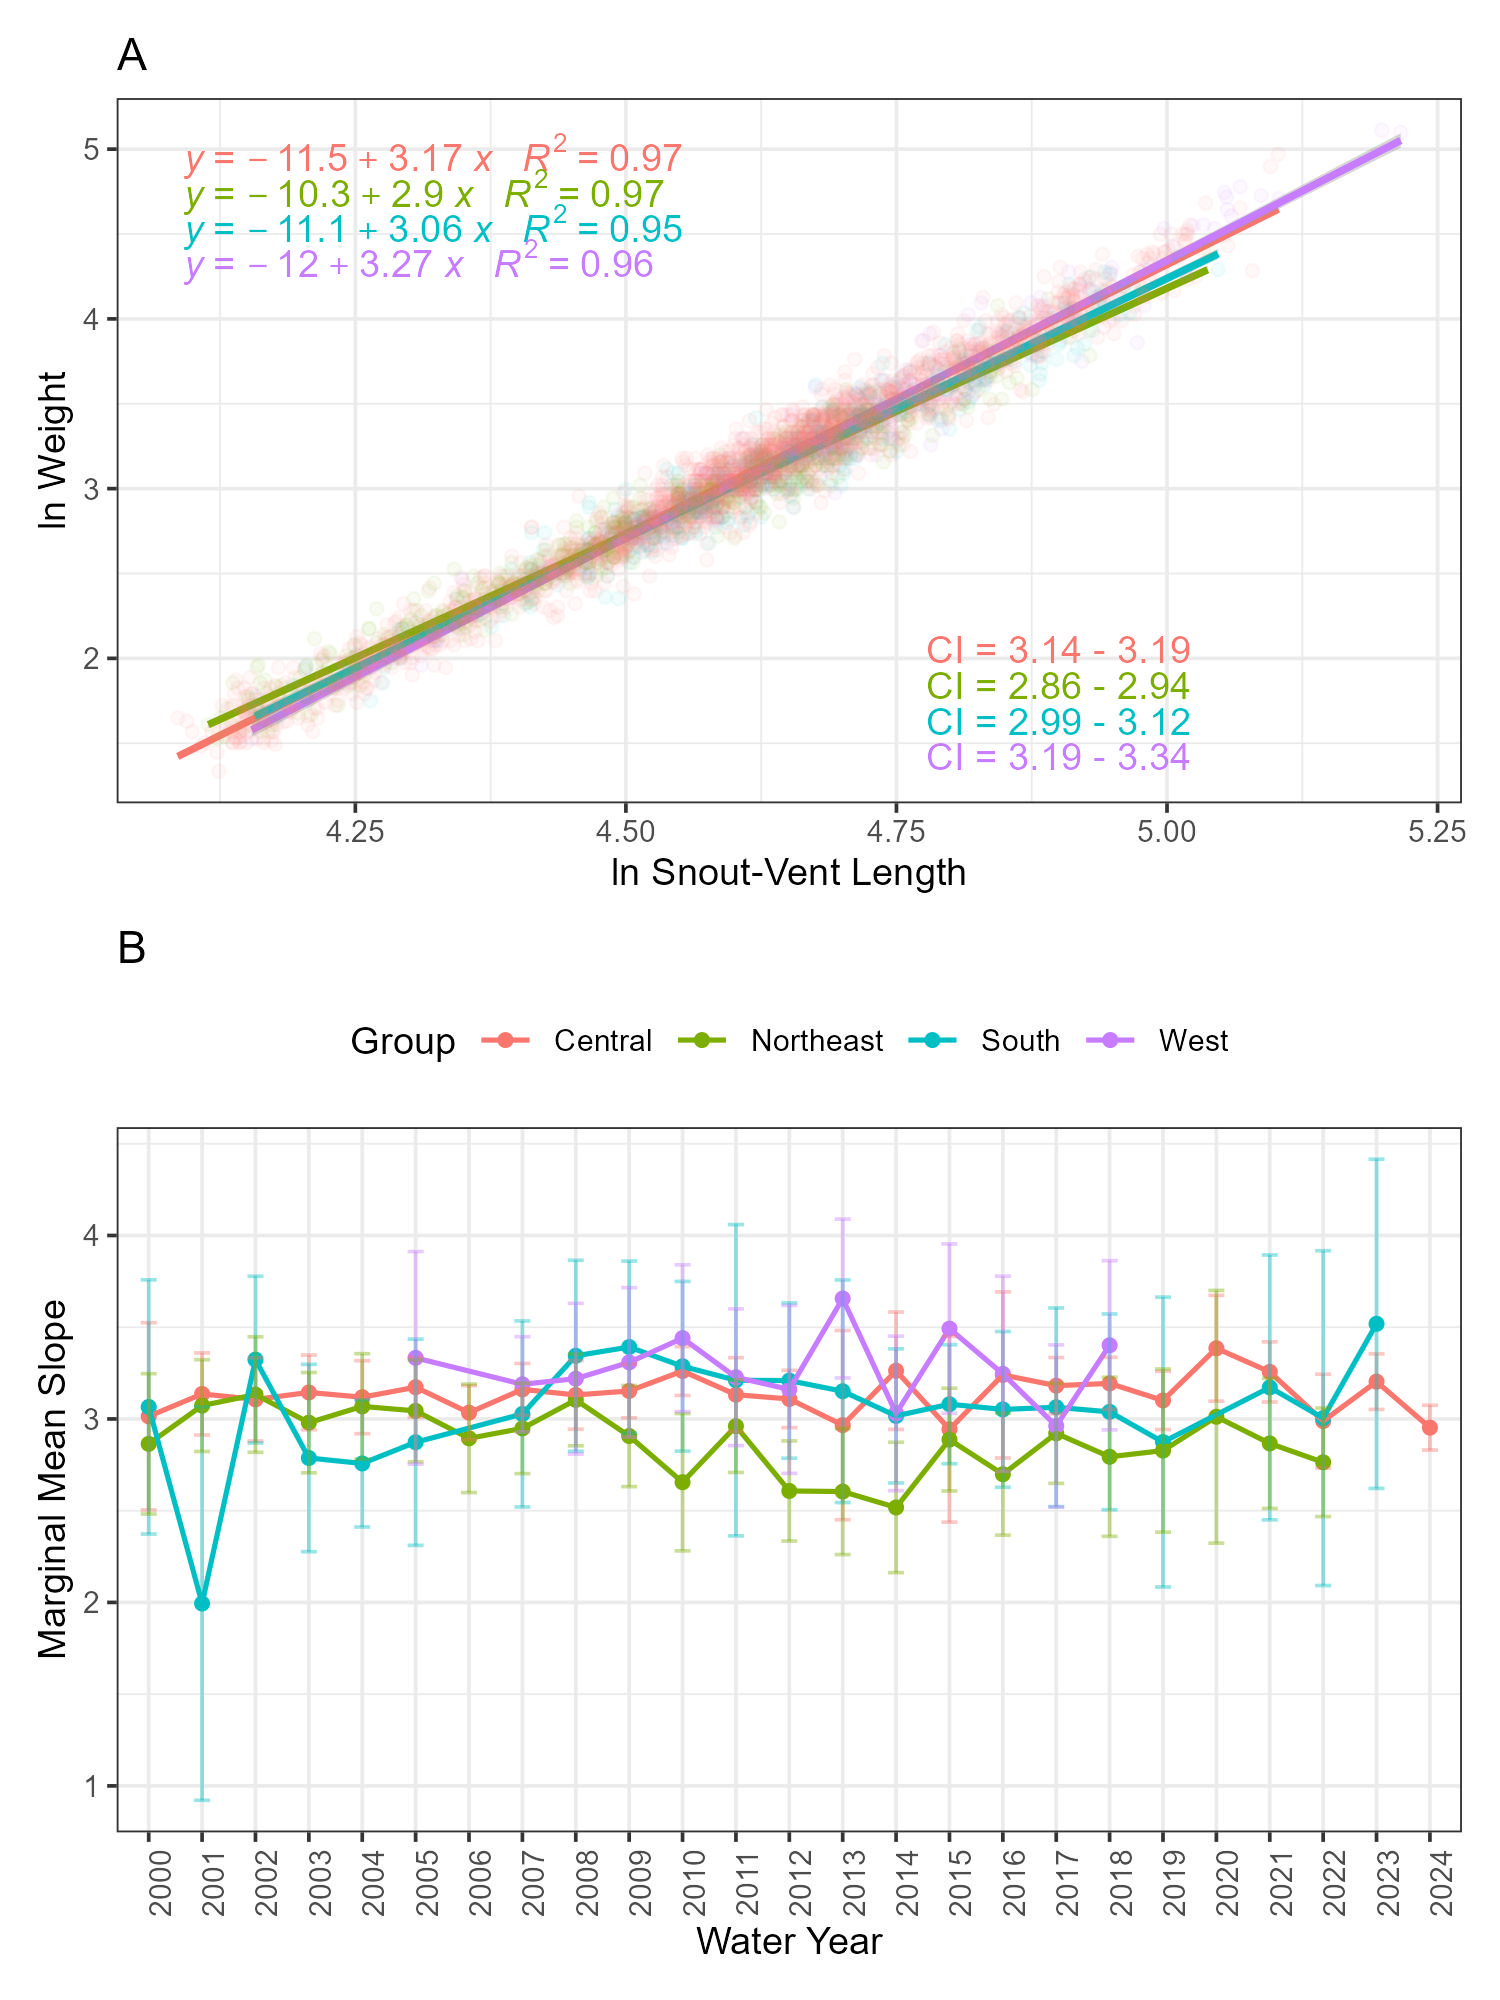 A
y = − 11.5 + 3.17 x R² = 0.97
y = − 10.3 + 2.9 x R² = 0.97
y = − 11.1 + 3.06 x R² = 0.95
y = − 12 + 3.27 x R² = 0.96
5
4
3
2
ln Weight
CI = 3.14 - 3.19
CI = 2.86 - 2.94
CI = 2.99 - 3.12
CI = 3.19 - 3.34
4.25 4.50 4.75 5.00 5.25
ln Snout-Vent Length
B
Group Central Northeast South West
4
3
2
1
Marginal Mean Slope
2000 2001 2002 2003 2004 2005 2006 2007 2008 2009 2010 2011 2012 2013 2014 2015 2016 2017 2018 2019 2020 2021 2022 2023 2024
Water Year